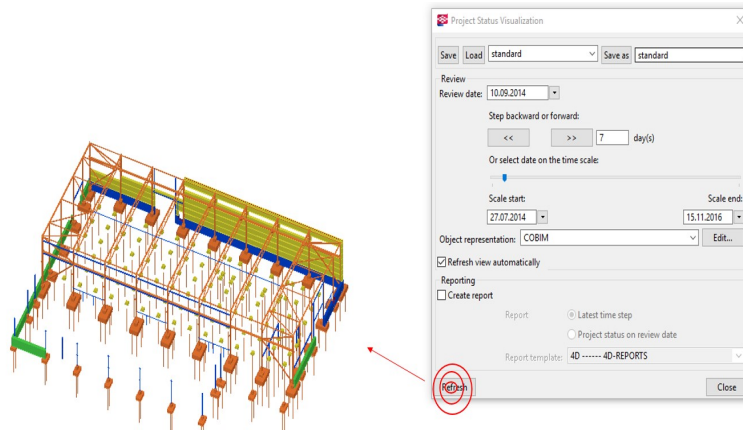 Project Status Visualization
Save Load standard Save as standard
Review
Review date: 10.09.2014
Step backward or forward:
<< >> 7 day(s)
Or select date on the time scale:
Scale start: Scale end:
27.07.2014 15.11.2016
Object representation: COBIM Edit...
Refresh view automatically
Reporting
Create report
Report Latest time step
Project status on review date
Report template: 4D ------ 4D-REPORTS
Refresh Close